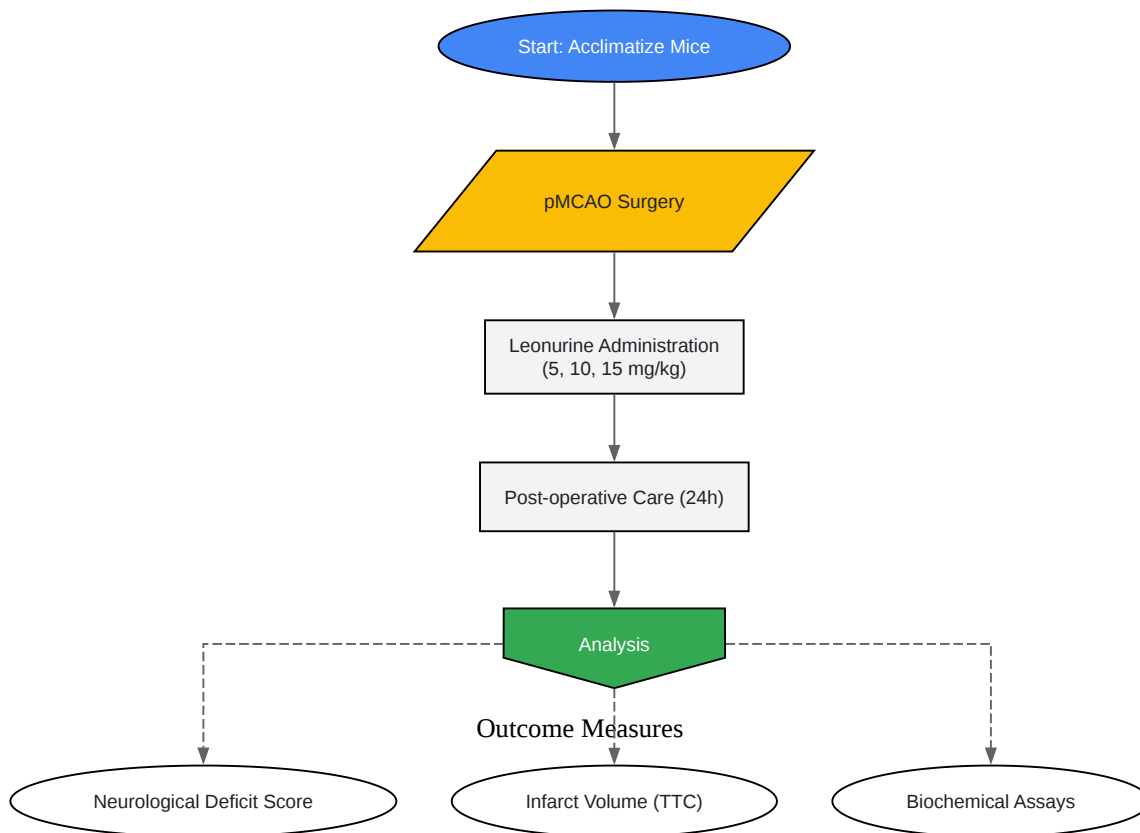 Start: Acclimatize Mice
pMCAO Surgery
Leonurine Administration
(5, 10, 15 mg/kg)
Post-operative Care (24h)
Analysis
Outcome Measures
Neurological Deficit Score
Infarct Volume (TTC)
Biochemical Assays